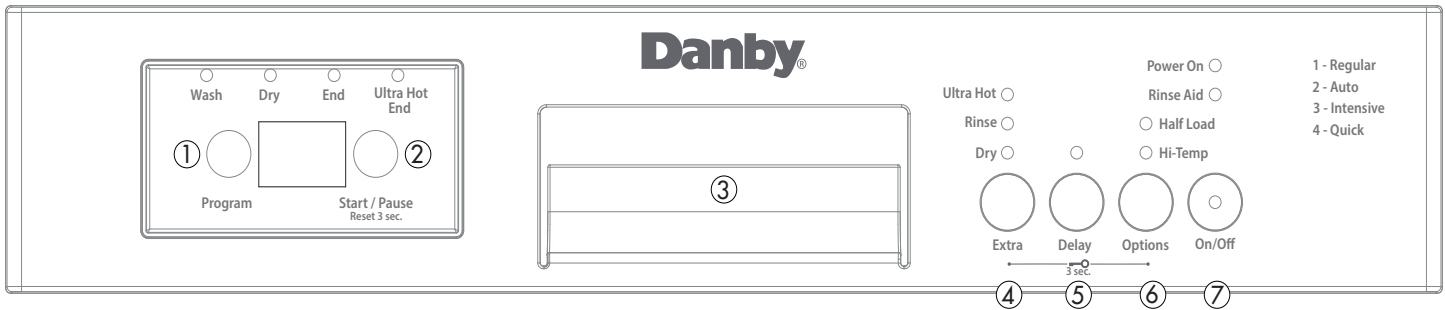 Danby®
Wash Dry End Ultra Hot End
① ②
Program Start / Pause
Reset 3 sec.
③
Ultra Hot
Rinse
Dry
Power On
Rinse Aid
Half Load
Hi-Temp
Extra Delay Options On/Off
3 sec.
④ ⑤ ⑥ ⑦
1 - Regular
2 - Auto
3 - Intensive
4 - Quick